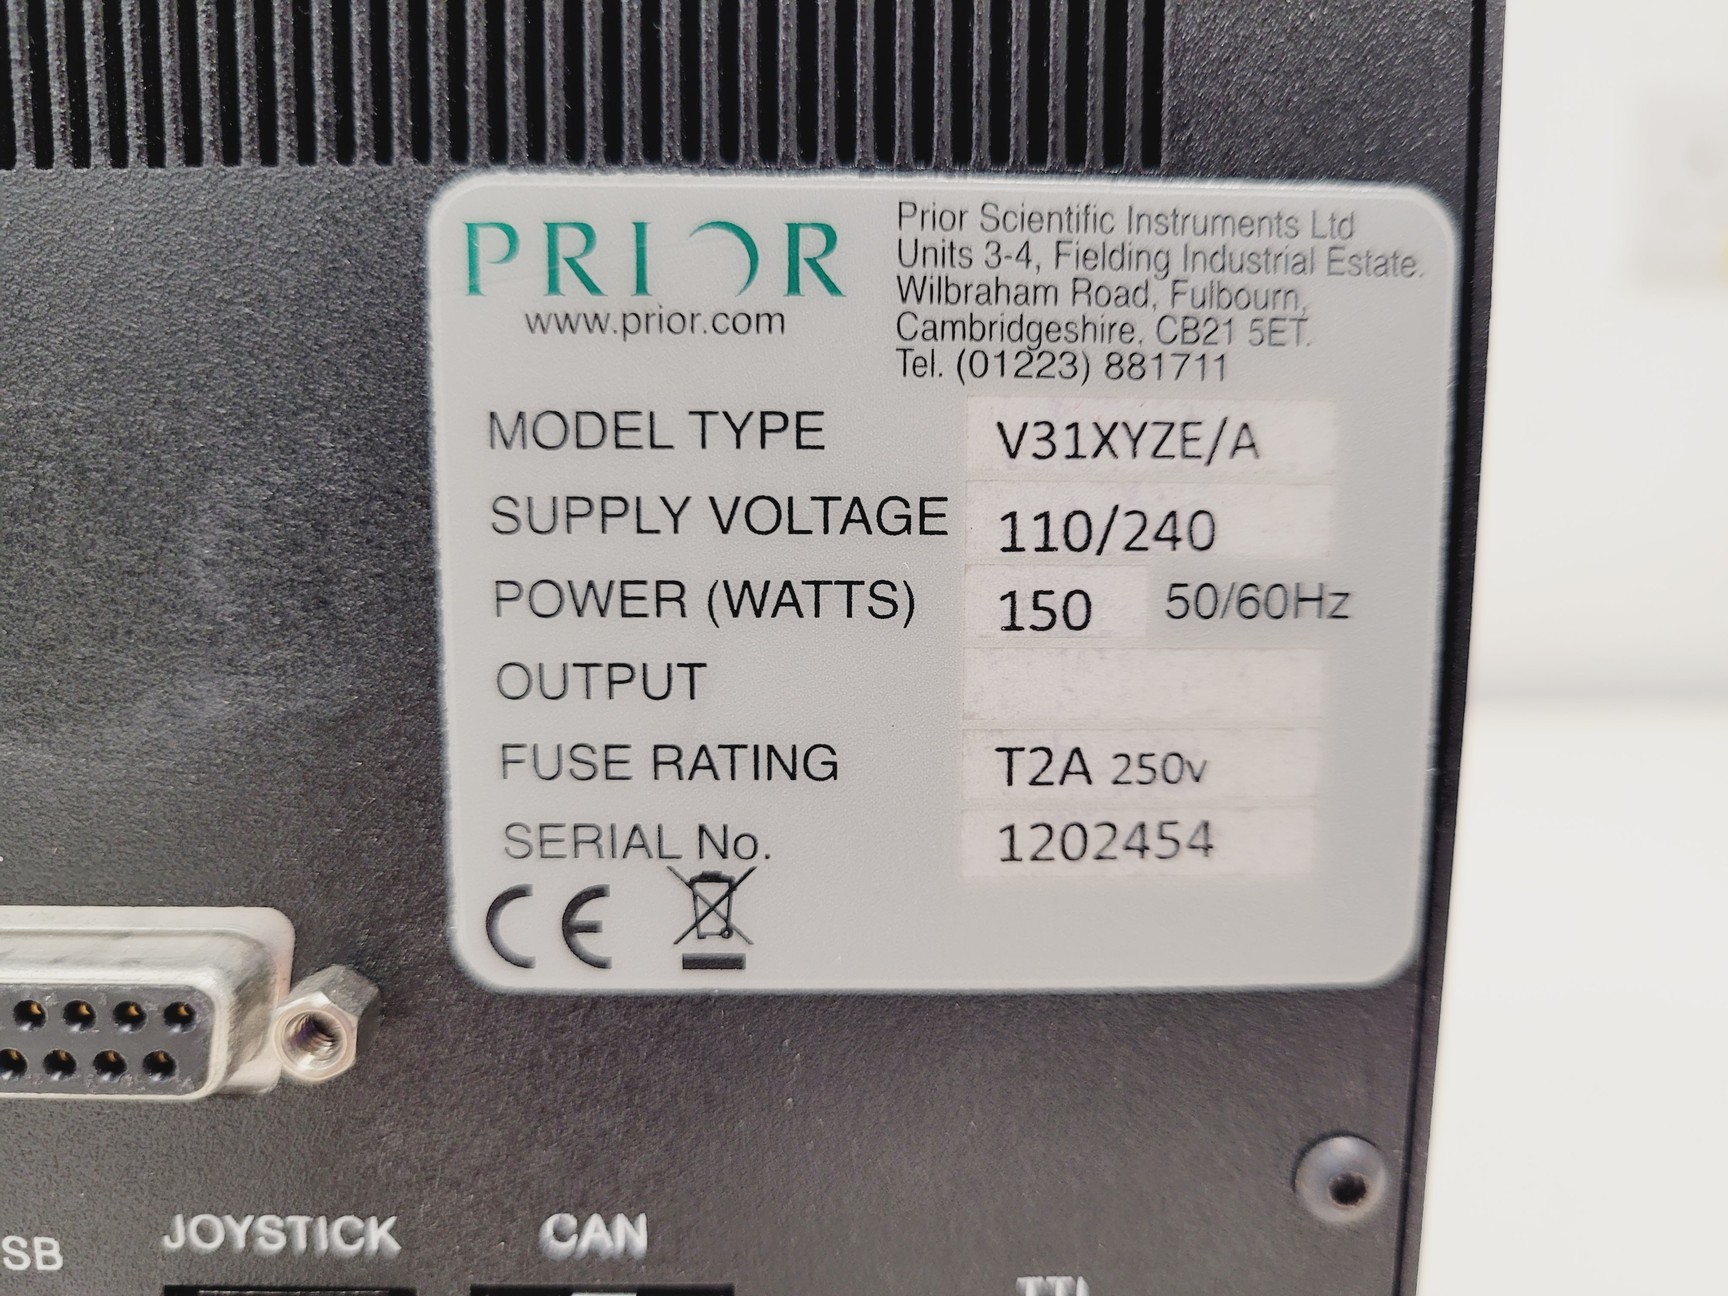 PRIOR
www.prior.com
Prior Scientific Instruments Ltd
Units 3-4, Fielding Industrial Estate.
Wilbraham Road, Fulbourn,
Cambridgeshire. CB21 5ET.
Tel. (01223) 881711
MODEL TYPE V31XYZE/A
SUPPLY VOLTAGE 110/240
POWER (WATTS) 150 50/60Hz
OUTPUT
FUSE RATING T2A 250v
SERIAL No. 1202454
CE
JOYSTICK CAN
SB